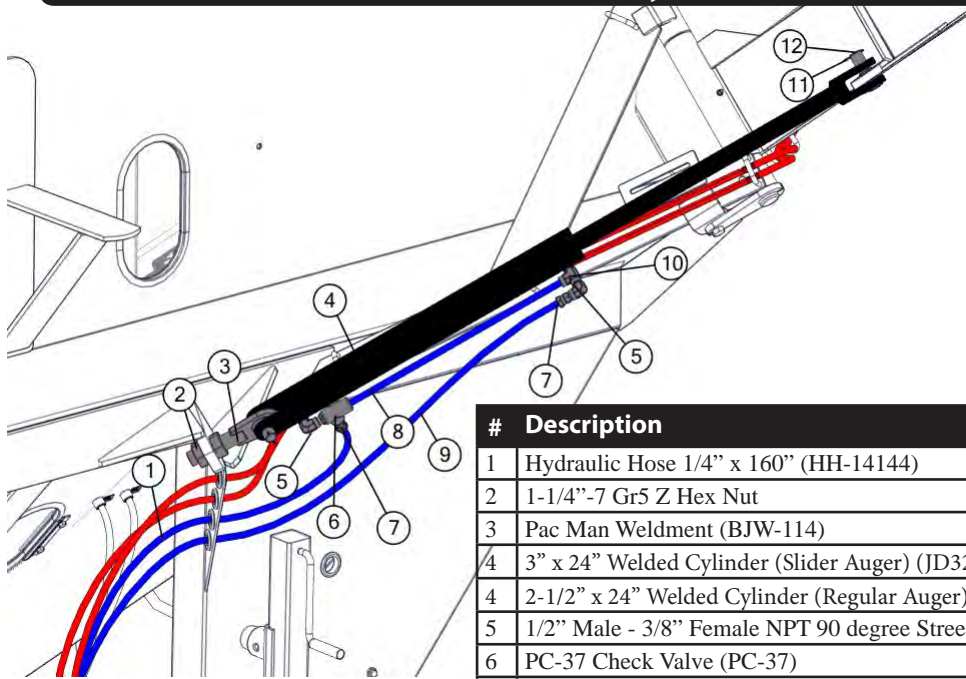 12
11
10
4
5
3
7
2
8
9
1
5
6
7
# Description
1 Hydraulic Hose 1/4” x 160” (HH-14144)
2 1-1/4”-7 Gr5 Z Hex Nut
3 Pac Man Weldment (BJW-114)
4 3” x 24” Welded Cylinder (Slider Auger)
4 2-1/2” x 24” Welded Cylinder (Regular Auger)
5 1/2” Male - 3/8” Female NPT 90 degree
6 PC-37 Check Valve (PC-37)